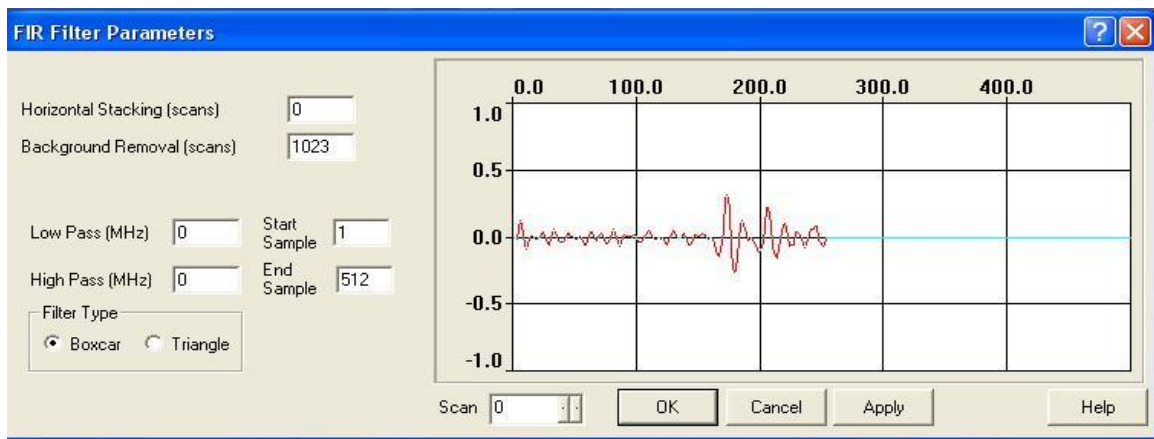 FIR Filter Parameters
Horizontal Stacking (scans) 0
Background Removal (scans) 1023
Low Pass (MHz) 0 Start Sample 1
High Pass (MHz) 0 End Sample 512
Filter Type
Boxcar Triangle
0.0 100.0 200.0 300.0 400.0
1.0
0.5
0.0
-0.5
-1.0
Scan 0 OK Cancel Apply Help